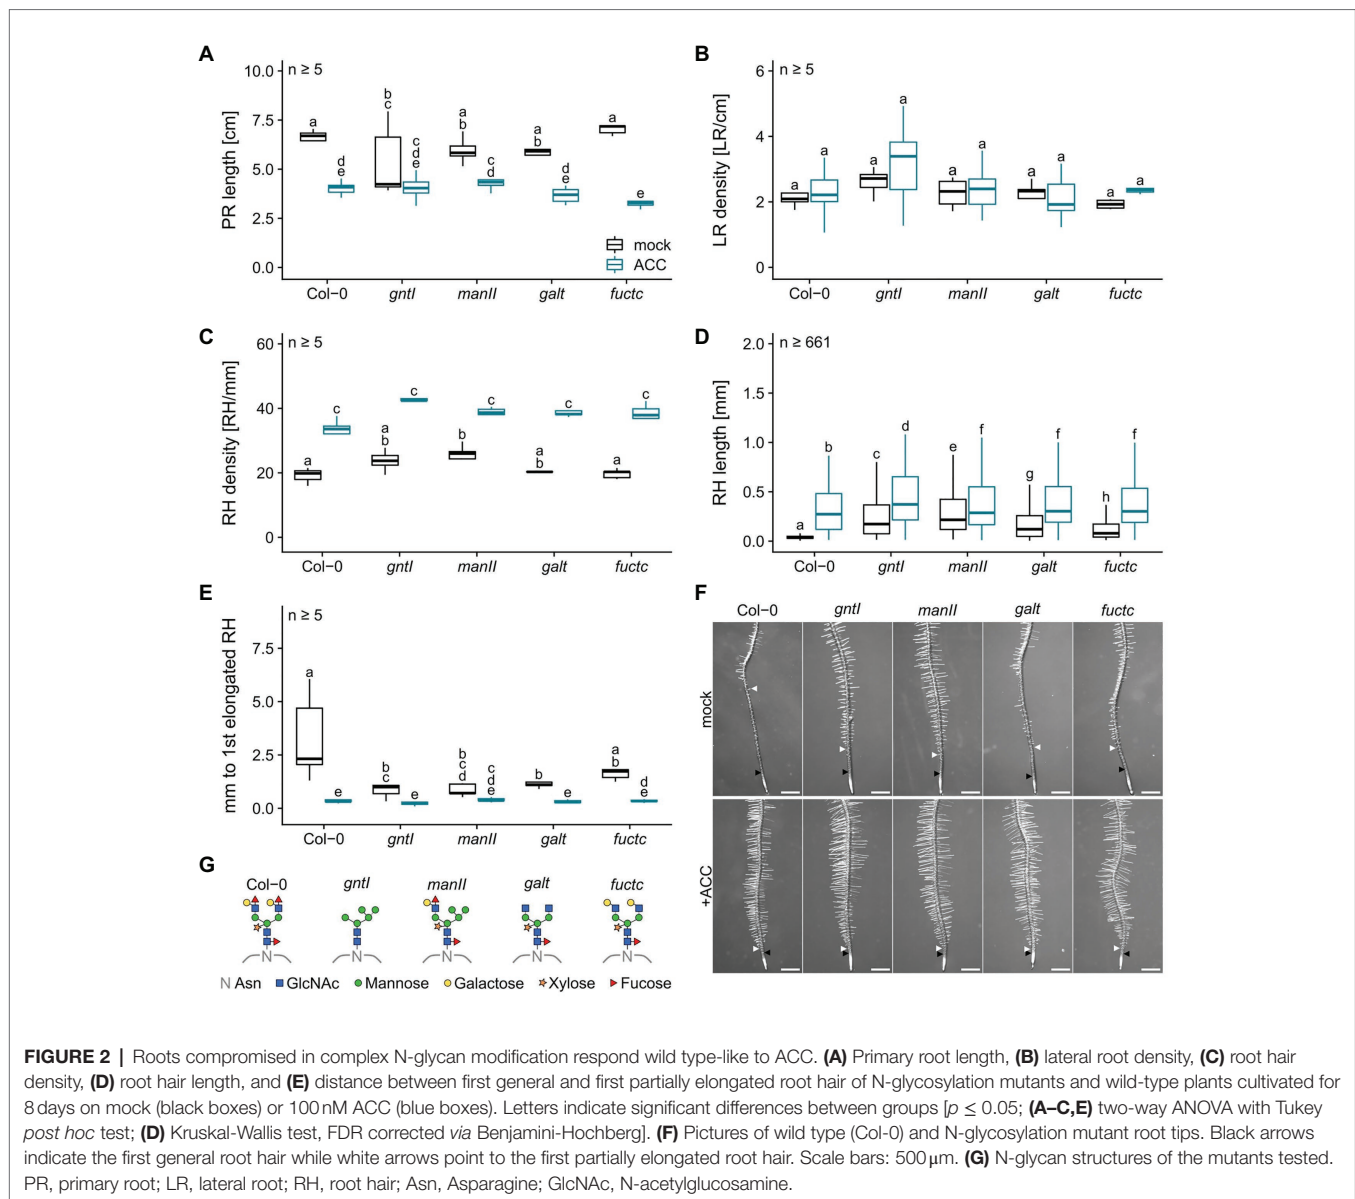 A
n ≥ 5
PR length [cm]
10.0
7.5
5.0
2.5
0.0
a
d
e
b
c
c
d
e
a
b
c
d
a
b
d
e
a
e
mock
ACC
Col−0
gntI
manII
galt
fuctc
B
n ≥ 5
LR density [LR/cm]
6
4
2
0
a
a
a
a
a
a
a
a
a
a
Col−0
gntI
manII
galt
fuctc
C
n ≥ 5
RH density [RH/mm]
60
40
20
0
a
c
a
b
c
b
c
a
b
c
a
c
Col−0
gntI
manII
galt
fuctc
D
n ≥ 661
RH length [mm]
2.0
1.5
1.0
0.5
0.0
a
b
c
d
e
f
g
f
h
f
Col−0
gntI
manII
galt
fuctc
E
n ≥ 5
mm to 1st elongated RH
7.5
5.0
2.5
0.0
a
e
b
c
e
b
c
d
c
d
e
b
e
a
b
d
e
Col−0
gntI
manII
galt
fuctc
F
Col−0
gntI
manII
galt
fuctc
mock
+ACC
G
Col−0
gntI
manII
galt
fuctc
N
N
N
N
N
N Asn GlcNAc Mannose Galactose Xylose Fucose
FIGURE 2 | Roots compromised in complex N-glycan modification respond wild type-like to ACC. (A) Primary root length, (B) lateral root density, (C) root hair
density, (D) root hair length, and (E) distance between first general and first partially elongated root hair of N-glycosylation mutants and wild-type plants cultivated for
8 days on mock (black boxes) or 100 nM ACC (blue boxes). Letters indicate significant differences between groups [p ≤ 0.05; (A–C,E) two-way ANOVA with Tukey
post hoc test; (D) Kruskal-Wallis test, FDR corrected via Benjamini-Hochberg]. (F) Pictures of wild type (Col-0) and N-glycosylation mutant root tips. Black arrows
indicate the first general root hair while white arrows point to the first partially elongated root hair. Scale bars: 500 μm. (G) N-glycan structures of the mutants tested.
PR, primary root; LR, lateral root; RH, root hair; Asn, Asparagine; GlcNAc, N-acetylglucosamine.